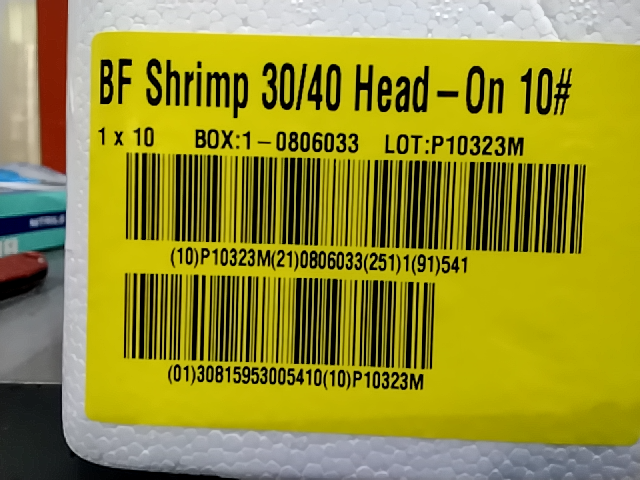 BF Shrimp 30/40 Head-On 10#
1 x 10 BOX:1-0806033 LOT:P10323M
(10)P10323M(21)0806033(251)1(91)541
(01)30815953005410(10)P10323M
NITRILE